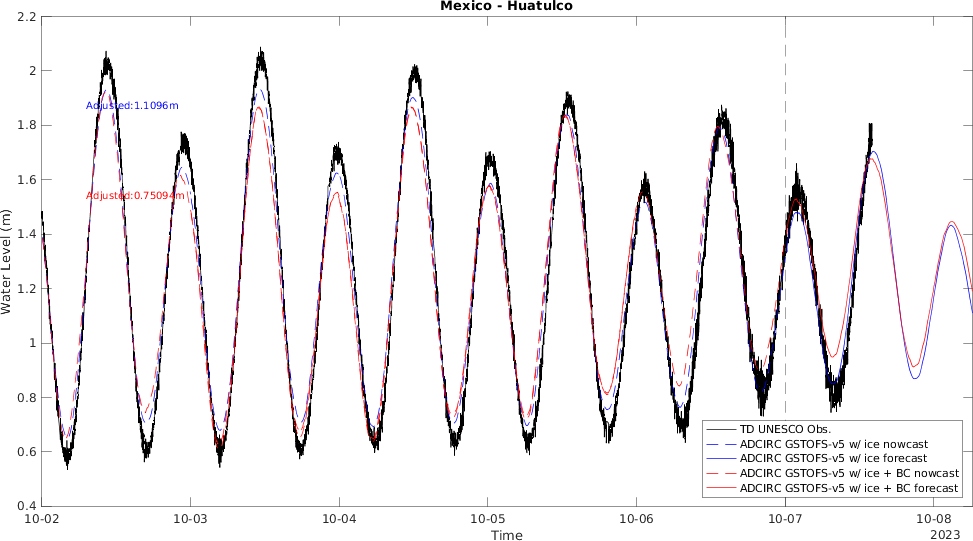 Mexico - Huatulco
Water Level (m)
2.2
2
1.8
1.6
1.4
1.2
1
0.8
0.6
0.4
Adjusted:1.1096m
Adjusted:0.75094m
TD UNESCO Obs.
ADCIRC GSTOFS-v5 w/ ice nowcast
ADCIRC GSTOFS-v5 w/ ice forecast
ADCIRC GSTOFS-v5 w/ ice + BC nowcast
ADCIRC GSTOFS-v5 w/ ice + BC forecast
10-02 10-03 10-04 10-05 10-06 10-07 10-08
Time
2023